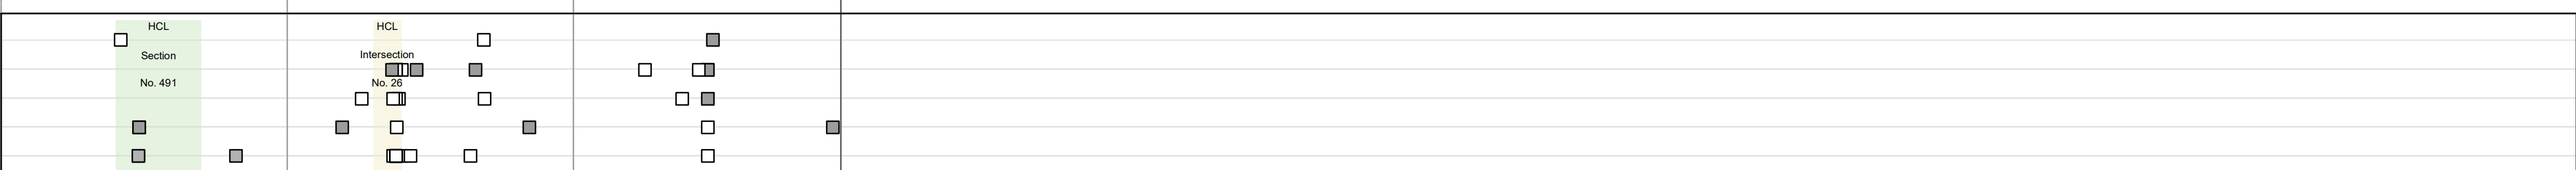 HCL
Section
No. 491
HCL
Intersection
No. 26